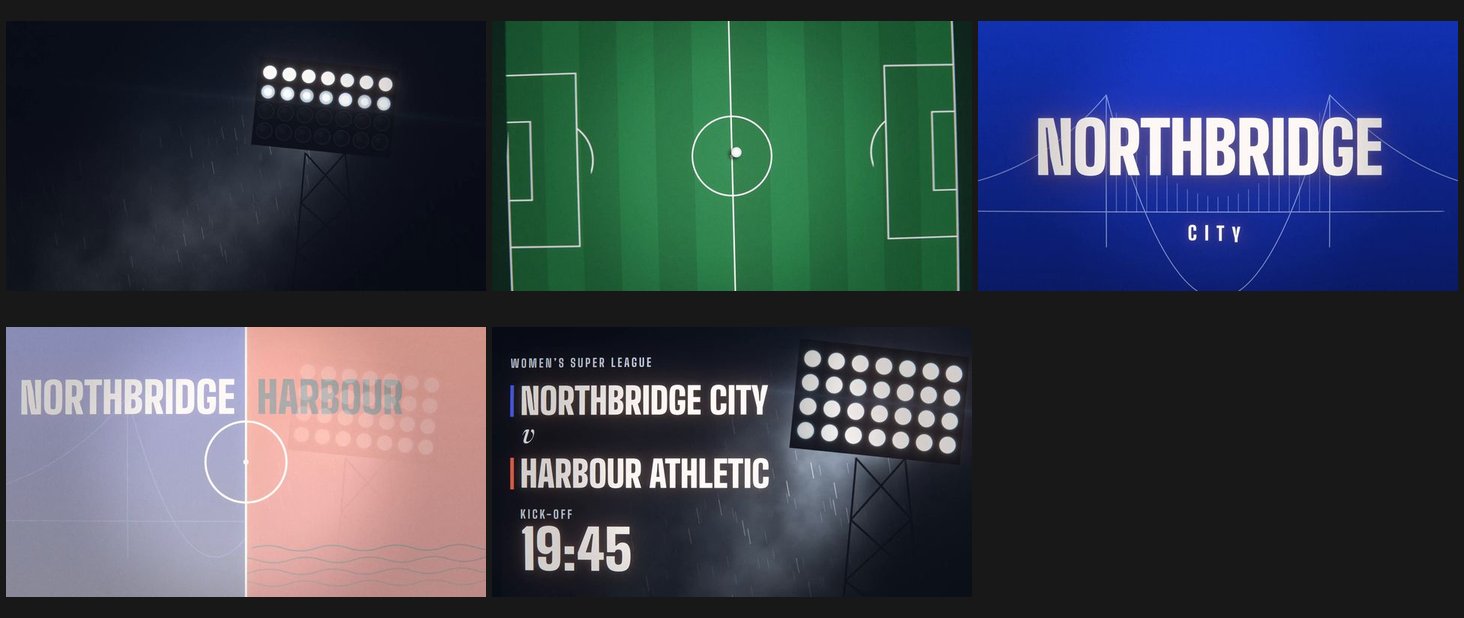 NORTHBRIDGE
CITY
NORTHBRIDGE
HARBOUR
WOMEN'S SUPER LEAGUE
NORTHBRIDGE CITY
v
HARBOUR ATHLETIC
KICK-OFF
19:45